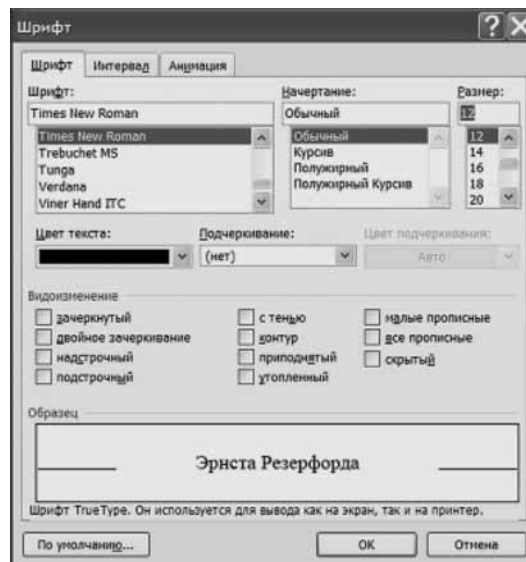 Шрифт
Шрифт Интервал Анимация
Шрифт: Начертание: Размер:
Times New Roman Обычный 12
Times New Roman Обычный 12
Trebuchet MS Курсив 14
Tunga Полужирный 16
Verdana Полужирный Курсив 18
Viner Hand ITC 20
Цвет текста: Подчеркивание: Цвет подчеркивания:
(нет) Авто
Видоизменение
зачеркнутый с тенью малые прописные
двойное зачеркивание контур все прописные
надстрочный приподнятый скрытый
подстрочный утопленный
Образец
Эрнста Резерфорда
Шрифт TrueType. Он используется для вывода как на экран, так и на принтер.
По умолчанию... ОК Отмена